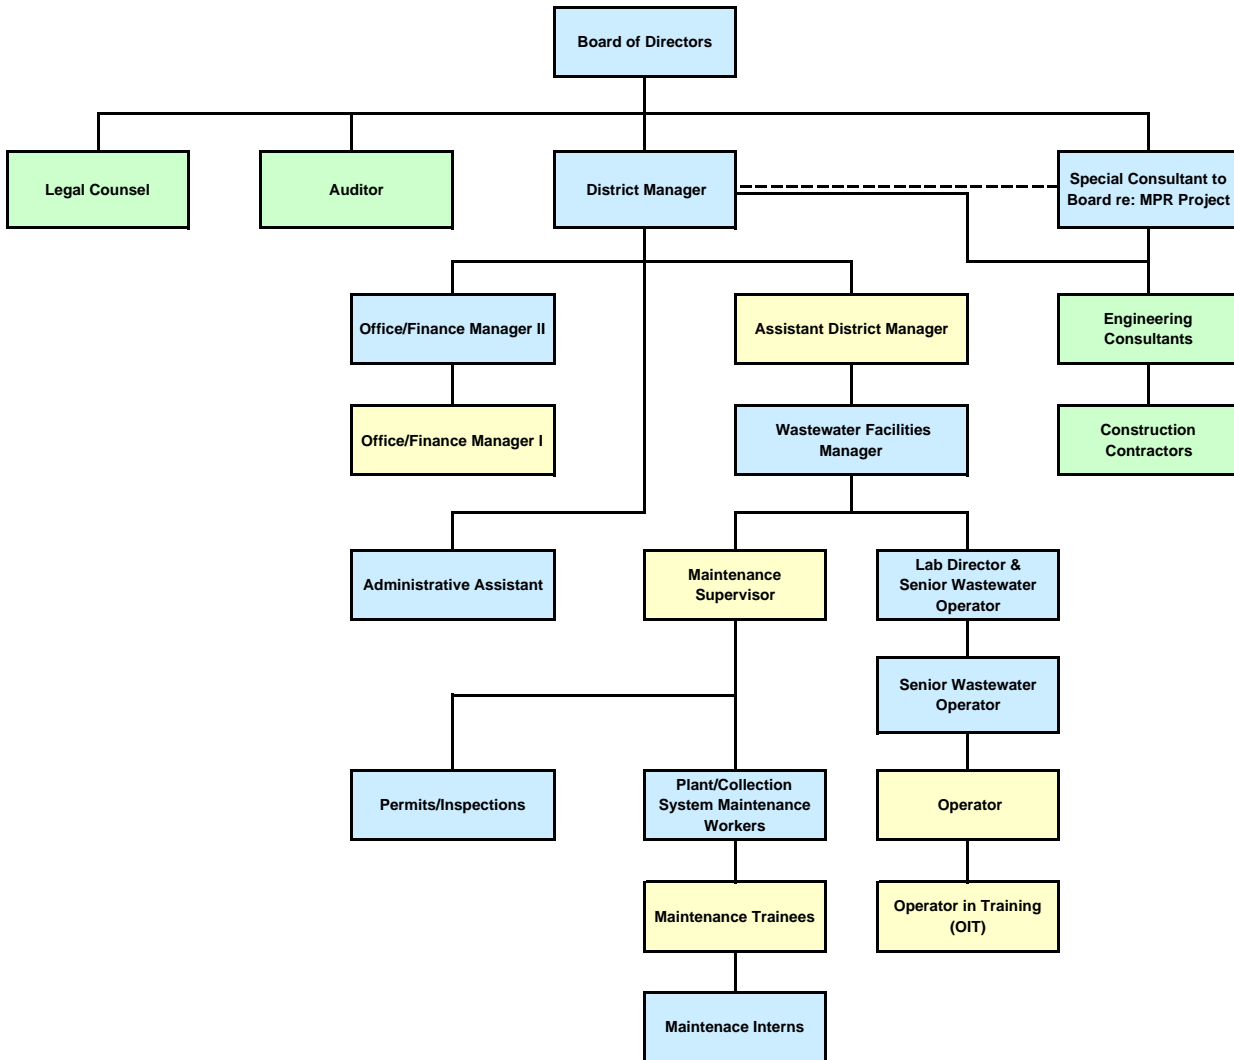 Board of Directors
Legal Counsel
Auditor
District Manager
Special Consultant to
Board re: MPR Project
Office/Finance Manager II
Assistant District Manager
Engineering
Consultants
Office/Finance Manager I
Wastewater Facilities
Manager
Construction
Contractors
Administrative Assistant
Maintenance
Supervisor
Lab Director &
Senior Wastewater
Operator
Senior Wastewater
Operator
Permits/Inspections
Plant/Collection
System Maintenance
Workers
Operator
Maintenance Trainees
Operator in Training
(OIT)
Maintenace Interns